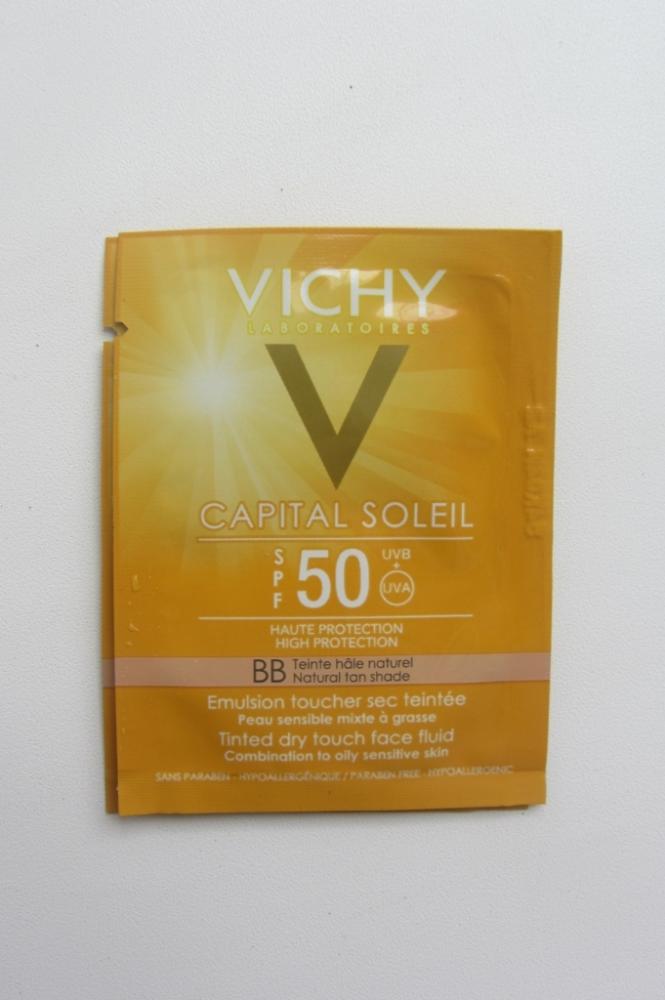 VICHY
LABORATOIRES
V
CAPITAL SOLEIL
SPF 50 UVB + UVA
HAUTE PROTECTION
HIGH PROTECTION
BB Teinte hâle naturel
Natural tan shade
Emulsion toucher sec teintée
Peau sensible mixte à grasse
Tinted dry touch face fluid
Combination to oily sensitive skin
SANS PARABEN - HYPOALLERGÉNIQUE / PARABEN FREE - HYPOALLERGENIC